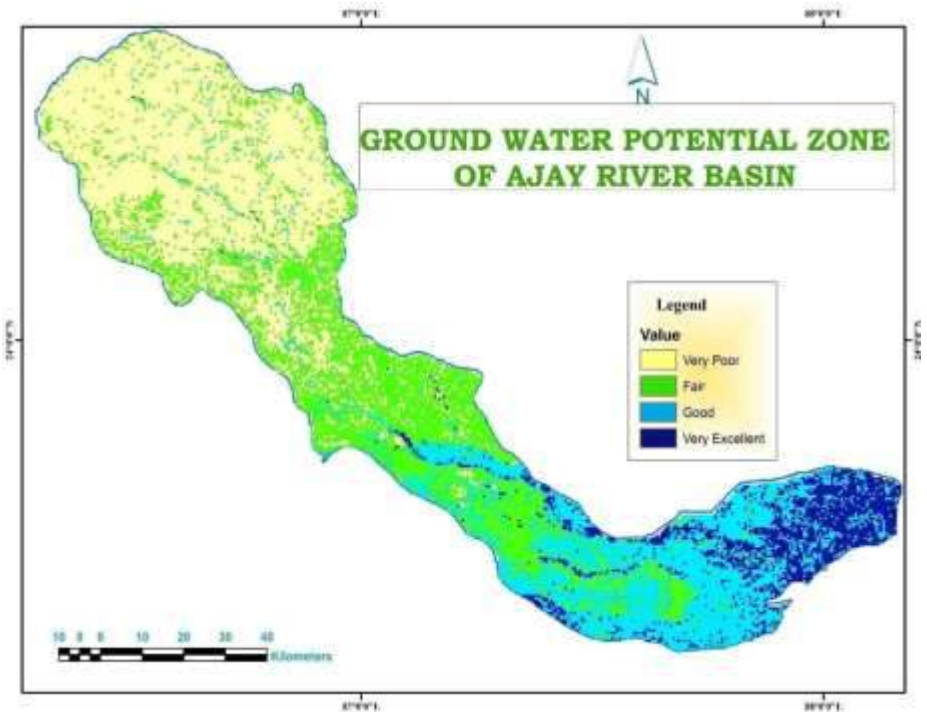 N
GROUND WATER POTENTIAL ZONE
OF AJAY RIVER BASIN
Legend
Value
Very Poor
Fair
Good
Very Excellent
10 5 0 10 20 30 40
Kilometers